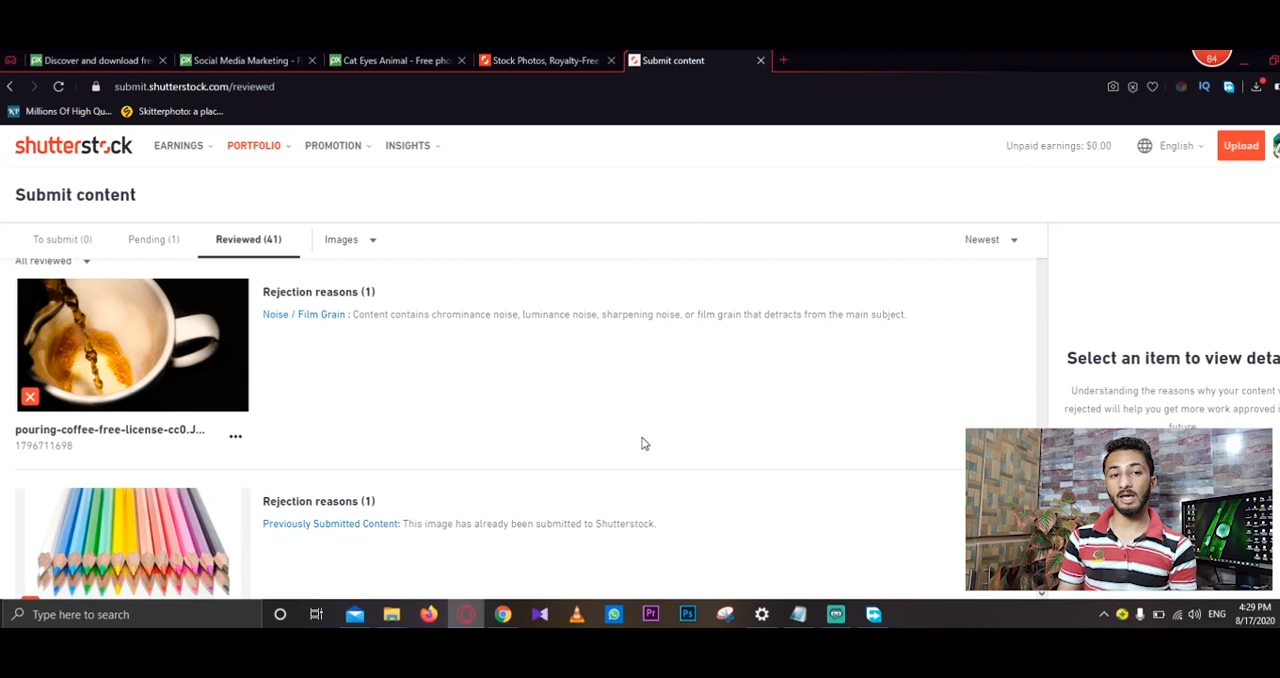 84
Discover and download fre
Social Media Marketing - F
Cat Eyes Animal - Free pho
Stock Photos, Royalty-Free
Submit content
submit.shutterstock.com/reviewed
IQ
Millions Of High Qu...
Skitterphoto: a plac...
shutterstock
EARNINGS
PORTFOLIO
PROMOTION
INSIGHTS
Unpaid earnings: $0.00
English
Upload
Submit content
To submit (0)
Pending (1)
Reviewed (41)
Images
Newest
All reviewed
Rejection reasons (1)
Noise / Film Grain : Content contains chrominance noise, luminance noise, sharpening noise, or film grain that detracts from the main subject.
pouring-coffee-free-license-cc0.J...
1796711698
Rejection reasons (1)
Previously Submitted Content: This image has already been submitted to Shutterstock.
Select an item to view deta
Understanding the reasons why your content
rejected will help you get more work approved i
future.
Type here to search
Pr
Ps
ENG
4:29 PM
8/17/2020